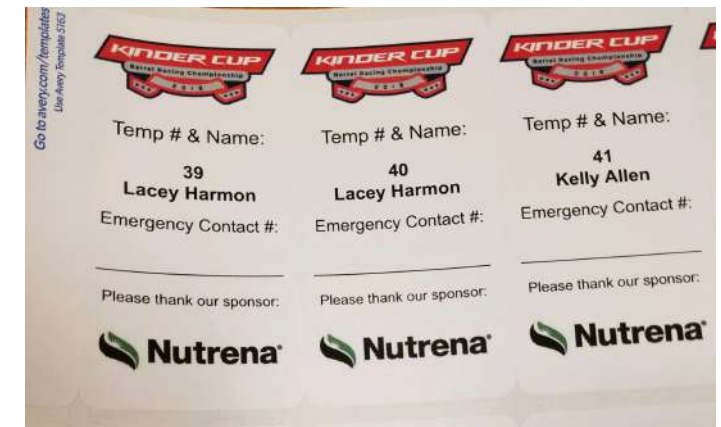 Go to avery.com/templates
Use Avery Template 5163
KINDER CUP
Barrel Racing Championship
2018
Temp # & Name:
39
Lacey Harmon
Emergency Contact #:
Please thank our sponsor:
Nutrena®
KINDER CUP
Barrel Racing Championship
2018
Temp # & Name:
40
Lacey Harmon
Emergency Contact #:
Please thank our sponsor:
Nutrena®
KINDER CUP
Barrel Racing Championship
2018
Temp # & Name:
41
Kelly Allen
Emergency Contact #:
Please thank our sponsor:
Nutrena®